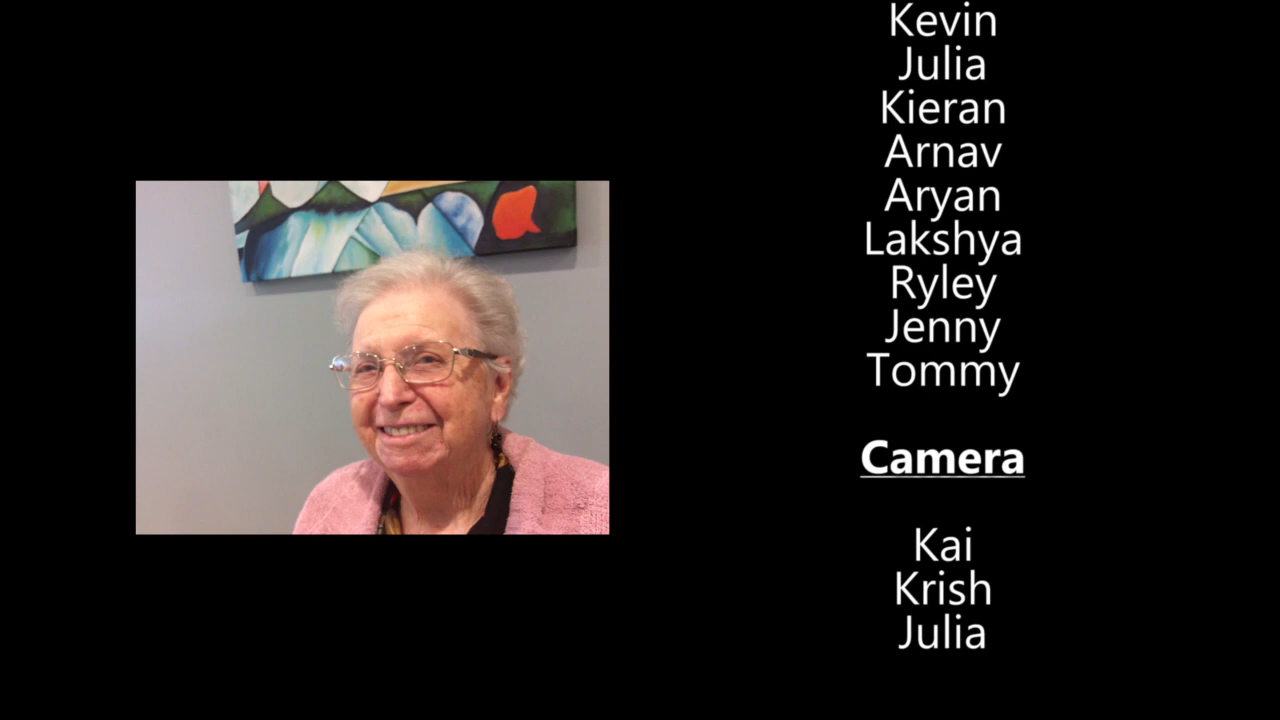 Kevin
Julia
Kieran
Arnav
Aryan
Lakshya
Ryley
Jenny
Tommy
Camera
Kai
Krish
Julia